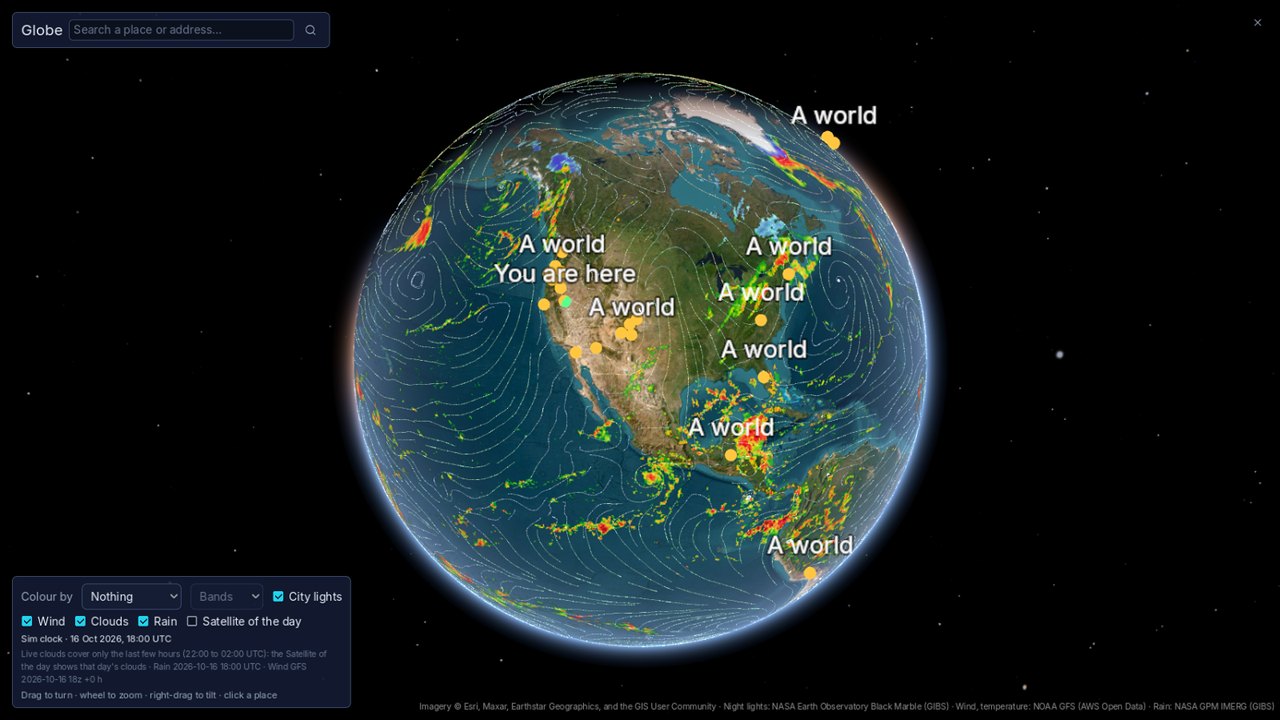 Globe
Search a place or address...
×
A world
A world
A world
You are here
A world
A world
A world
A world
A world
Colour by
Nothing
Bands
City lights
Wind
Clouds
Rain
Satellite of the day
Sim clock · 16 Oct 2026, 18:00 UTC
Live clouds cover only the last few hours (22:00 to 02:00 UTC): the Satellite of
the day shows that day's clouds · Rain 2026-10-16 18:00 UTC · Wind GFS
2026-10-16 18z +0 h
Drag to turn · wheel to zoom · right-drag to tilt · click a place
Imagery © Esri, Maxar, Earthstar Geographics, and the GIS User Community · Night lights: NASA Earth Observatory Black Marble (GIBS) · Wind, temperature: NOAA GFS (AWS Open Data) · Rain: NASA GPM IMERG (GIBS)